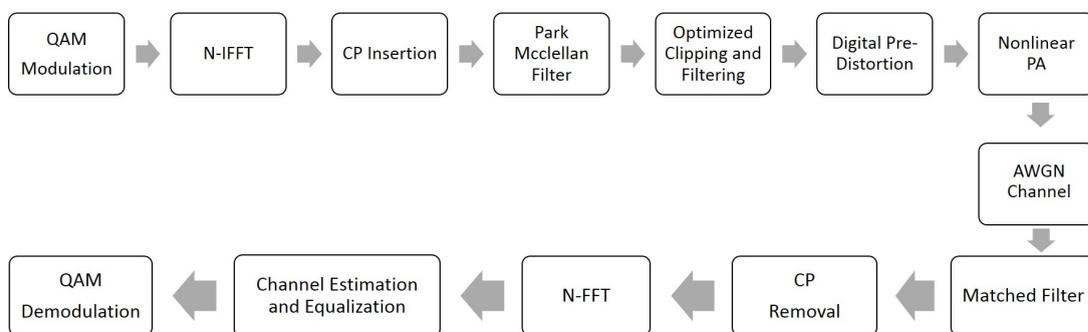 QAM
Modulation
N-IFFT
CP Insertion
Park
Mcclellan
Filter
Optimized
Clipping and
Filtering
Digital Pre-
Distortion
Nonlinear
PA
AWGN
Channel
Matched Filter
CP
Removal
N-FFT
Channel Estimation
and Equalization
QAM
Demodulation